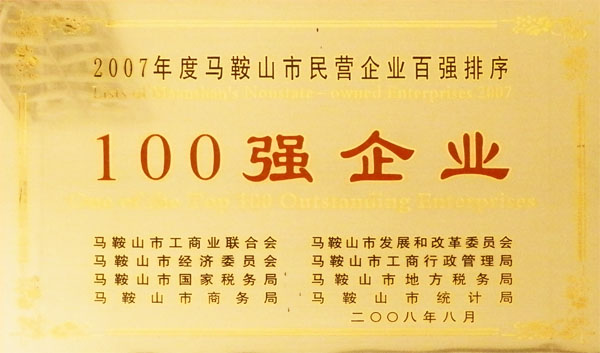 2007年度马鞍山市民营企业百强排序
Lists of Maanshan's Nonstate-owned Enterprises 2007
100强企业
One of the Top 100 Outstanding Enterprises
马鞍山市工商业联合会 马鞍山市发展和改革委员会
马鞍山市经济委员会 马鞍山市工商行政管理局
马鞍山市国家税务局 马鞍山市地方税务局
马鞍山市商务局 马鞍山市统计局
二〇〇八年八月